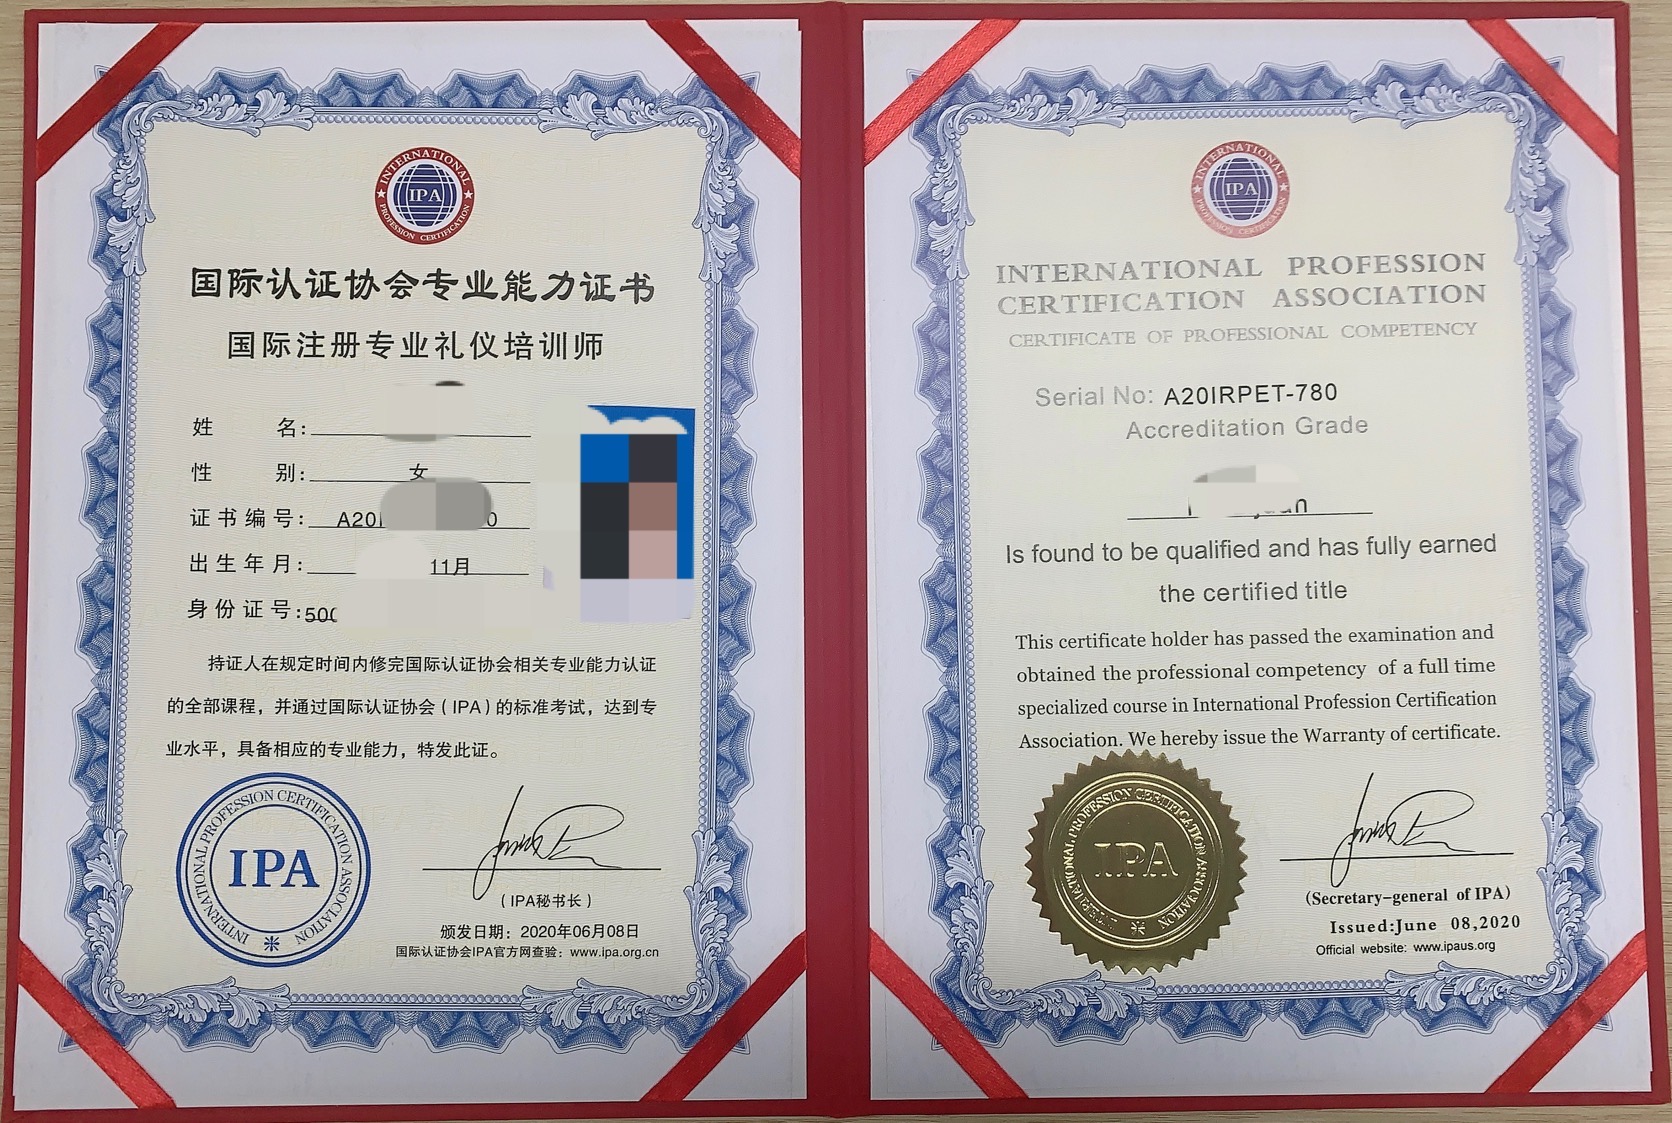 INTERNATIONAL
IPA
PROFESSION CERTIFICATION
国际认证协会专业能力证书
国际注册专业礼仪培训师
姓 名:
性 别: 女
证书编号: A20I 0
出生年月: 11月
身份证号:500
持证人在规定时间内修完国际认证协会相关专业能力认证
的全部课程，并通过国际认证协会（IPA）的标准考试，达到专
业水平，具备相应的专业能力，特发此证。
INTERNATIONAL PROFESSION CERTIFICATION ASSOCIATION
IPA
（IPA秘书长）
颁发日期：2020年06月08日
国际认证协会IPA官方网查验：www.ipa.org.cn
INTERNATIONAL
IPA
PROFESSION CERTIFICATION
INTERNATIONAL PROFESSION
CERTIFICATION ASSOCIATION
CERTIFICATE OF PROFESSIONAL COMPETENCY
Serial No: A20IRPET-780
Accreditation Grade
Is found to be qualified and has fully earned
the certified title
This certificate holder has passed the examination and
obtained the professional competency of a full time
specialized course in International Profession Certification
Association. We hereby issue the Warranty of certificate.
INTERNATIONAL PROFESSION CERTIFICATION ASSOCIATION
IPA
(Secretary-general of IPA)
Issued:June 08,2020
Official website: www.ipaus.org